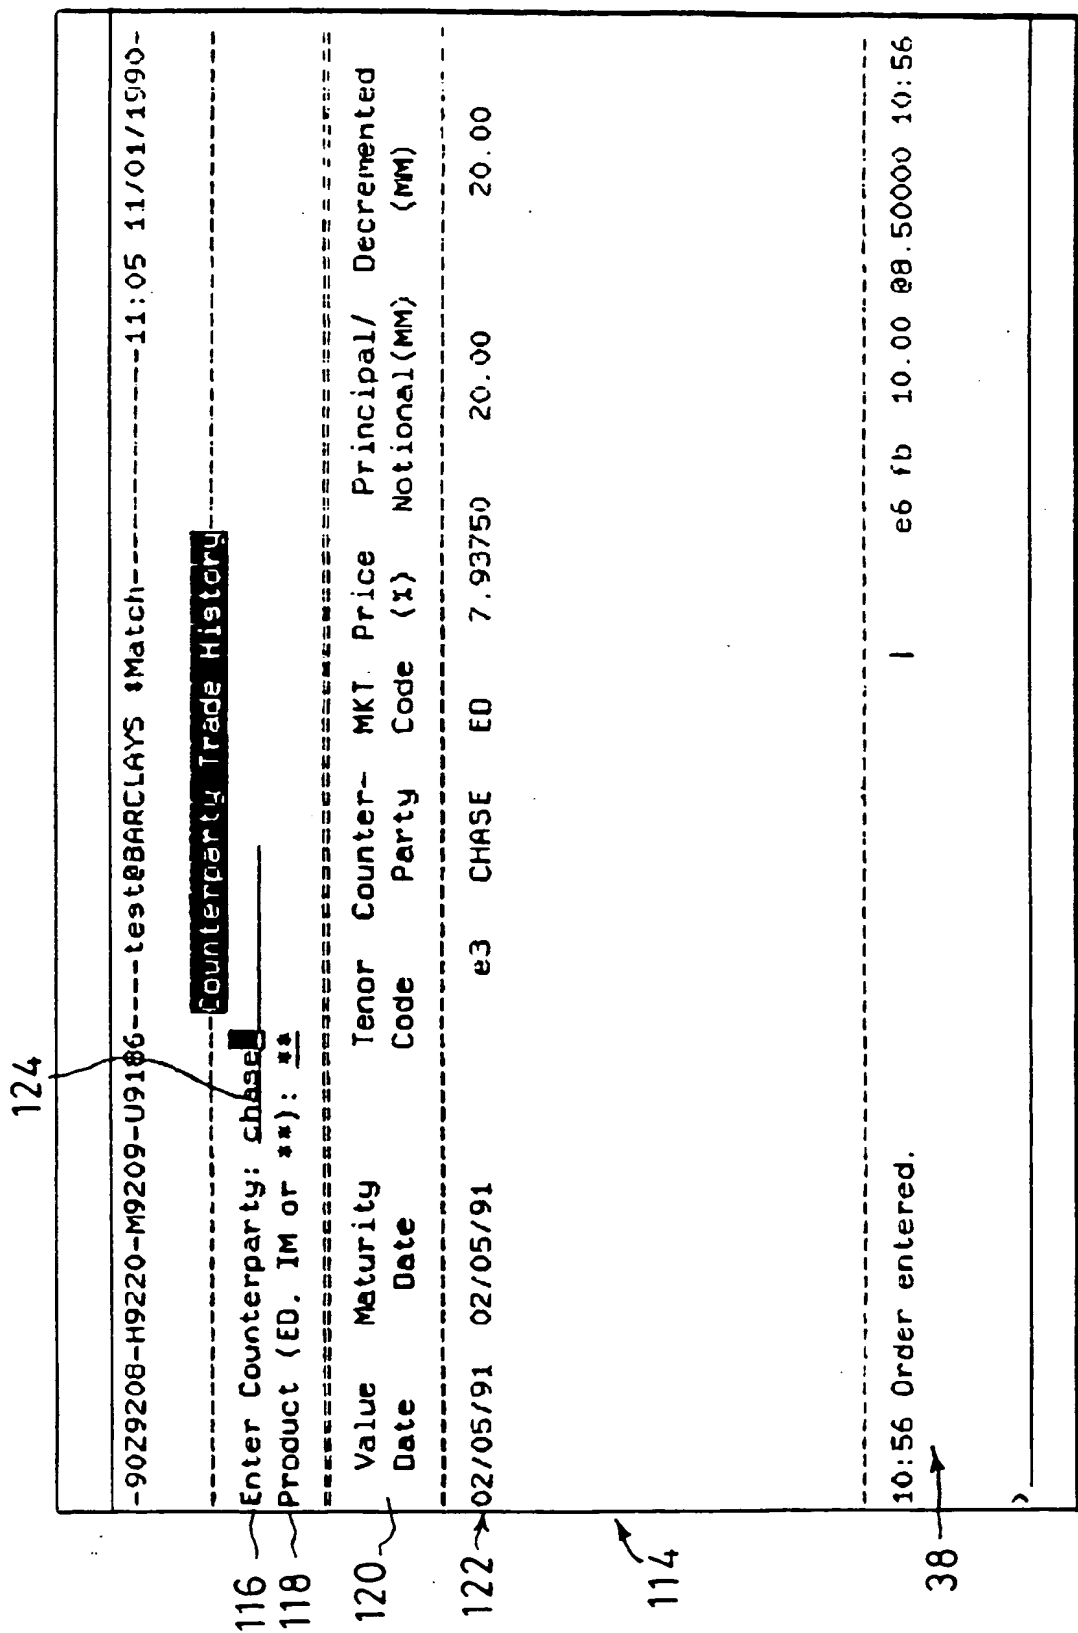 124
-9029208-H9220-M9209-U9186----test@BARCLAYS *Match------------11:05 11/01/1990-
Counterparty Trade History
116 Enter Counterparty: chase
118 Product (ED, IM or **): **
120 Value Maturity Tenor Counter- MKT Price Principal/ Decremented
Date Date Code Party Code (%) Notional(MM) (MM)
122 02/05/91 02/05/91 e3 CHASE ED 7.93750 20.00 20.00
114
10:56 Order entered. | e6 fb 10.00 @8.50000 10:56
38
>